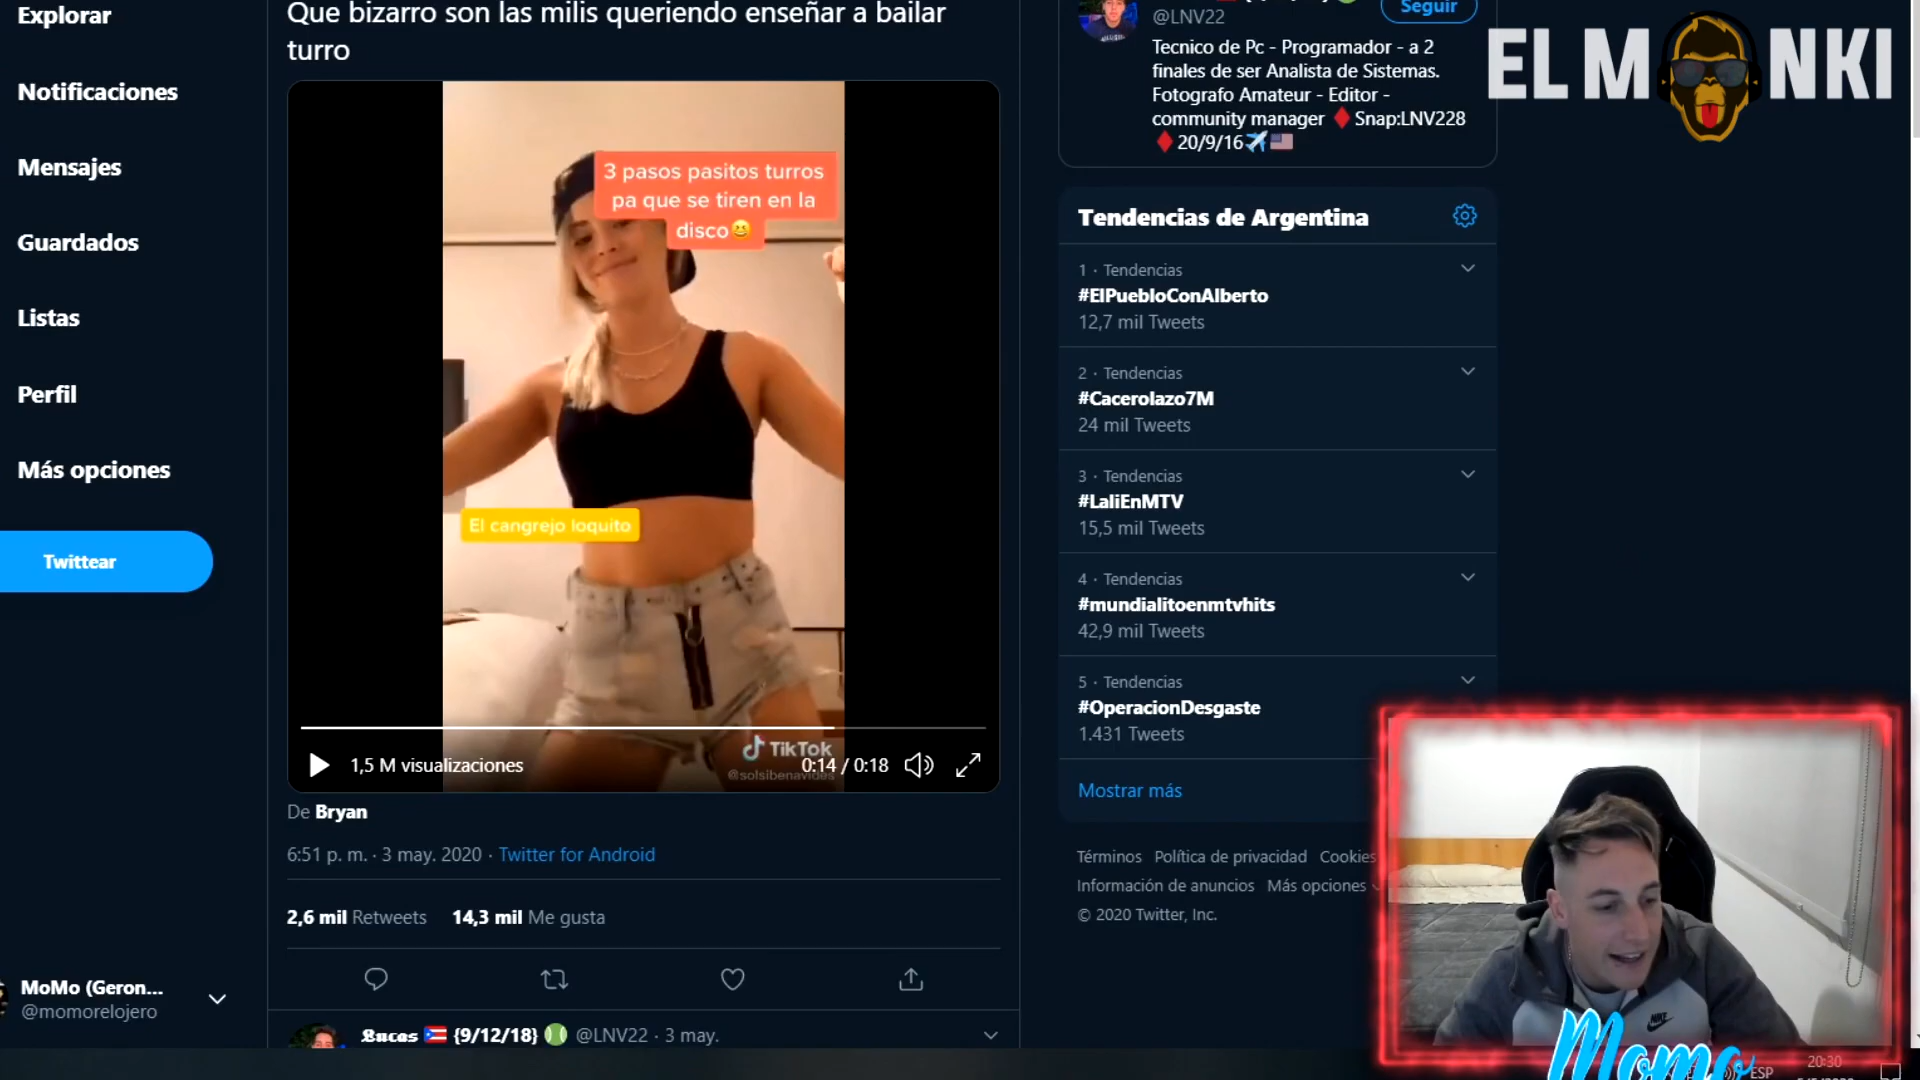 Explorar
Notificaciones
Mensajes
Guardados
Listas
Perfil
Más opciones
Twittear
MoMo (Geron...
@momorelojero
Que bizarro son las milis queriendo enseñar a bailar
turro
3 pasos pasitos turros
pa que se tiren en la
disco😆
El cangrejo loquito
TikTok
@solsibenavides
1,5 M visualizaciones
0:14 / 0:18
De Bryan
6:51 p. m. · 3 may. 2020 · Twitter for Android
2,6 mil Retweets 14,3 mil Me gusta
𝕭𝖚𝖈𝖆𝖘 🇵🇷 {9/12/18} 🎾 @LNV22 · 3 may.
Seguir
@LNV22
Tecnico de Pc - Programador - a 2
finales de ser Analista de Sistemas.
Fotografo Amateur - Editor -
community manager ♦️Snap:LNV228
♦️20/9/16✈️🇺🇸
EL MONKI
Tendencias de Argentina
1 · Tendencias
#ElPuebloConAlberto
12,7 mil Tweets
2 · Tendencias
#Cacerolazo7M
24 mil Tweets
3 · Tendencias
#LaliEnMTV
15,5 mil Tweets
4 · Tendencias
#mundialitoenmtvhits
42,9 mil Tweets
5 · Tendencias
#OperacionDesgaste
1.431 Tweets
Mostrar más
Términos Política de privacidad Cookies
Información de anuncios Más opciones
© 2020 Twitter, Inc.
NIKE
Momo
ESP
20:30